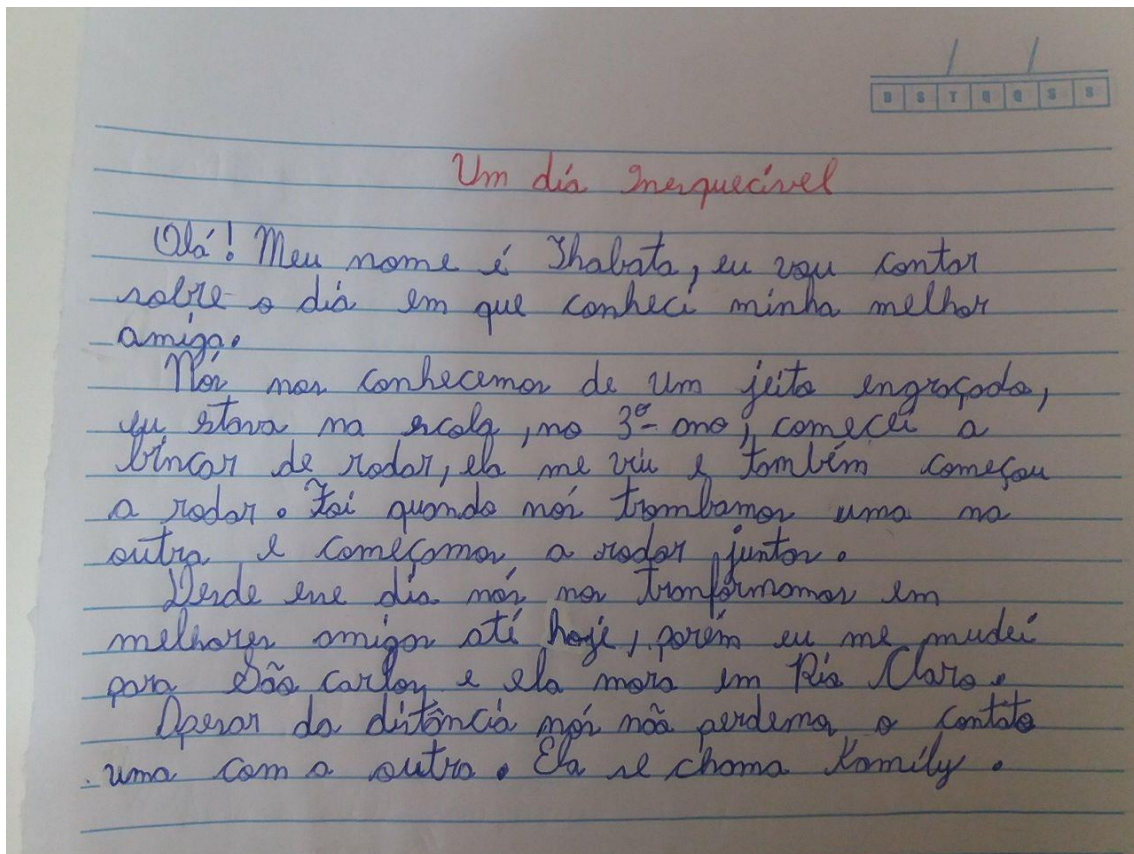 D S T Q Q S S
Um dia Inesquecível
Olá! Meu nome é Thabata, eu vou contar
sobre o dia em que conheci minha melhor
amiga.
Nós nos conhecemos de um jeito engraçado,
eu estava na escola, no 3º ano, comecei a
brincar de rodar, ela me viu e também começou
a rodar. Foi quando nós trombamos uma na
outra e começamos a rodar juntas.
Desde esse dia nós nos tranformamos em
melhores amigas até hoje, porém eu me mudei
para São Carlos e ela mora em Rio Claro.
Apesar da distância nós não perdemos o contato
uma com a outra. Ela se chama Kamily.